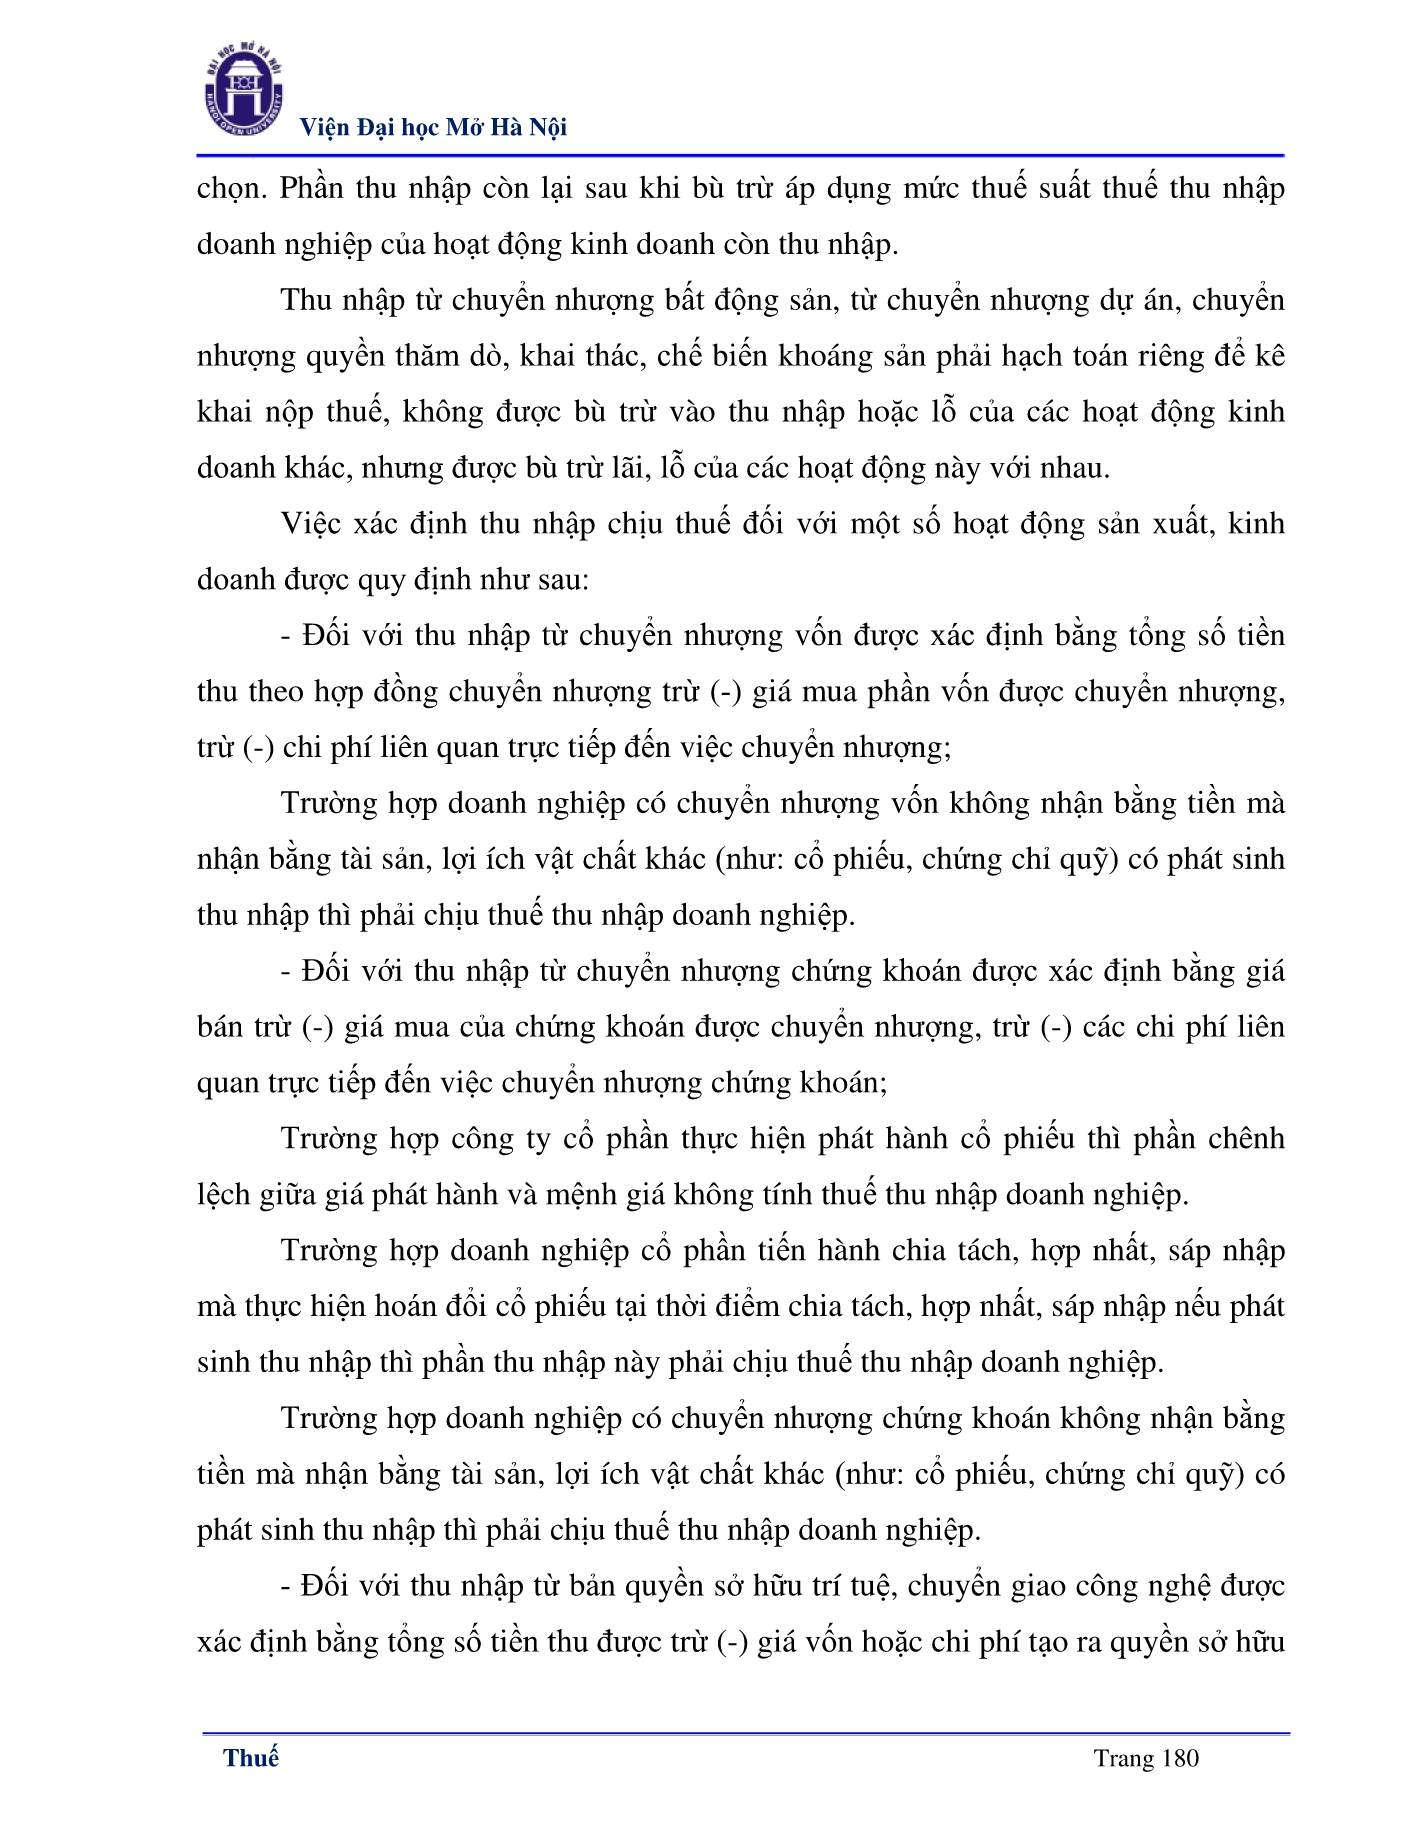 ĐẠI HỌC MỞ HÀ NỘI
HANOI OPEN UNIVERSITY
Viện Đại học Mở Hà Nội
chọn. Phần thu nhập còn lại sau khi bù trừ áp dụng mức thuế suất thuế thu nhập
doanh nghiệp của hoạt động kinh doanh còn thu nhập.
Thu nhập từ chuyển nhượng bất động sản, từ chuyển nhượng dự án, chuyển
nhượng quyền thăm dò, khai thác, chế biến khoáng sản phải hạch toán riêng để kê
khai nộp thuế, không được bù trừ vào thu nhập hoặc lỗ của các hoạt động kinh
doanh khác, nhưng được bù trừ lãi, lỗ của các hoạt động này với nhau.
Việc xác định thu nhập chịu thuế đối với một số hoạt động sản xuất, kinh
doanh được quy định như sau:
- Đối với thu nhập từ chuyển nhượng vốn được xác định bằng tổng số tiền
thu theo hợp đồng chuyển nhượng trừ (-) giá mua phần vốn được chuyển nhượng,
trừ (-) chi phí liên quan trực tiếp đến việc chuyển nhượng;
Trường hợp doanh nghiệp có chuyển nhượng vốn không nhận bằng tiền mà
nhận bằng tài sản, lợi ích vật chất khác (như: cổ phiếu, chứng chỉ quỹ) có phát sinh
thu nhập thì phải chịu thuế thu nhập doanh nghiệp.
- Đối với thu nhập từ chuyển nhượng chứng khoán được xác định bằng giá
bán trừ (-) giá mua của chứng khoán được chuyển nhượng, trừ (-) các chi phí liên
quan trực tiếp đến việc chuyển nhượng chứng khoán;
Trường hợp công ty cổ phần thực hiện phát hành cổ phiếu thì phần chênh
lệch giữa giá phát hành và mệnh giá không tính thuế thu nhập doanh nghiệp.
Trường hợp doanh nghiệp cổ phần tiến hành chia tách, hợp nhất, sáp nhập
mà thực hiện hoán đổi cổ phiếu tại thời điểm chia tách, hợp nhất, sáp nhập nếu phát
sinh thu nhập thì phần thu nhập này phải chịu thuế thu nhập doanh nghiệp.
Trường hợp doanh nghiệp có chuyển nhượng chứng khoán không nhận bằng
tiền mà nhận bằng tài sản, lợi ích vật chất khác (như: cổ phiếu, chứng chỉ quỹ) có
phát sinh thu nhập thì phải chịu thuế thu nhập doanh nghiệp.
- Đối với thu nhập từ bản quyền sở hữu trí tuệ, chuyển giao công nghệ được
xác định bằng tổng số tiền thu được trừ (-) giá vốn hoặc chi phí tạo ra quyền sở hữu
Thuế
Trang 180